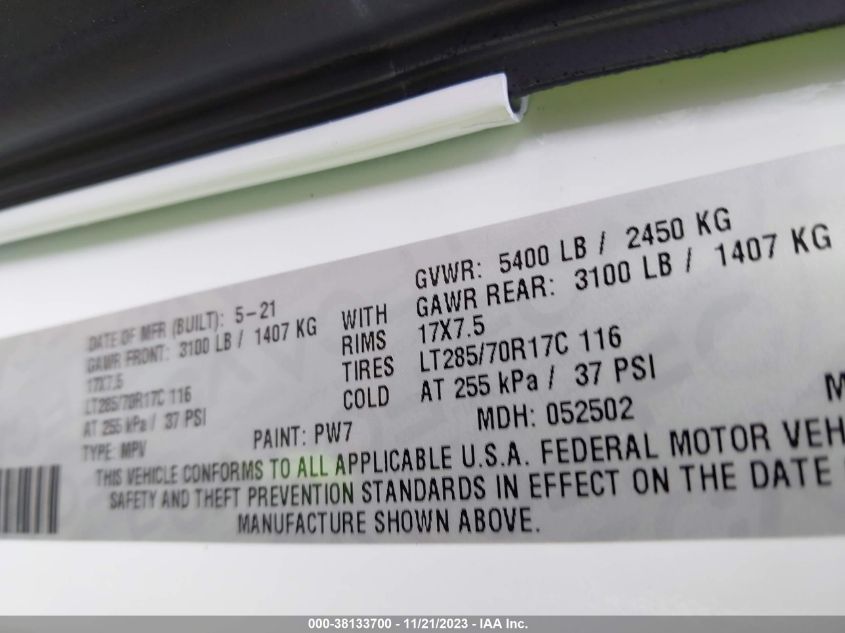 DATE OF MFR (BUILT): 5-21
GVWR: 5400 LB / 2450 KG
GAWR FRONT: 3100 LB / 1407 KG WITH GAWR REAR: 3100 LB / 1407 KG
17X7.5 RIMS 17X7.5
LT285/70R17C 116 TIRES LT285/70R17C 116
AT 255 kPa / 37 PSI COLD AT 255 kPa / 37 PSI
TYPE: MPV PAINT: PW7 MDH: 052502
THIS VEHICLE CONFORMS TO ALL APPLICABLE U.S.A. FEDERAL MOTOR VEH
SAFETY AND THEFT PREVENTION STANDARDS IN EFFECT ON THE DATE
MANUFACTURE SHOWN ABOVE.
000-38133700 - 11/21/2023 - IAA Inc.